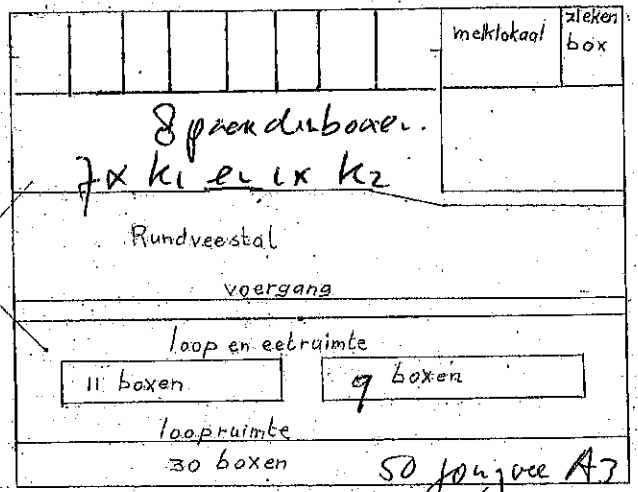 melklokaal
zieken
box
8 paardenboxen.
7x k1 en 1x k2
Rundveestal
voergang
loop en eetruimte
11 boxen
9 boxen
loopruimte
30 boxen
50 jongvee A3